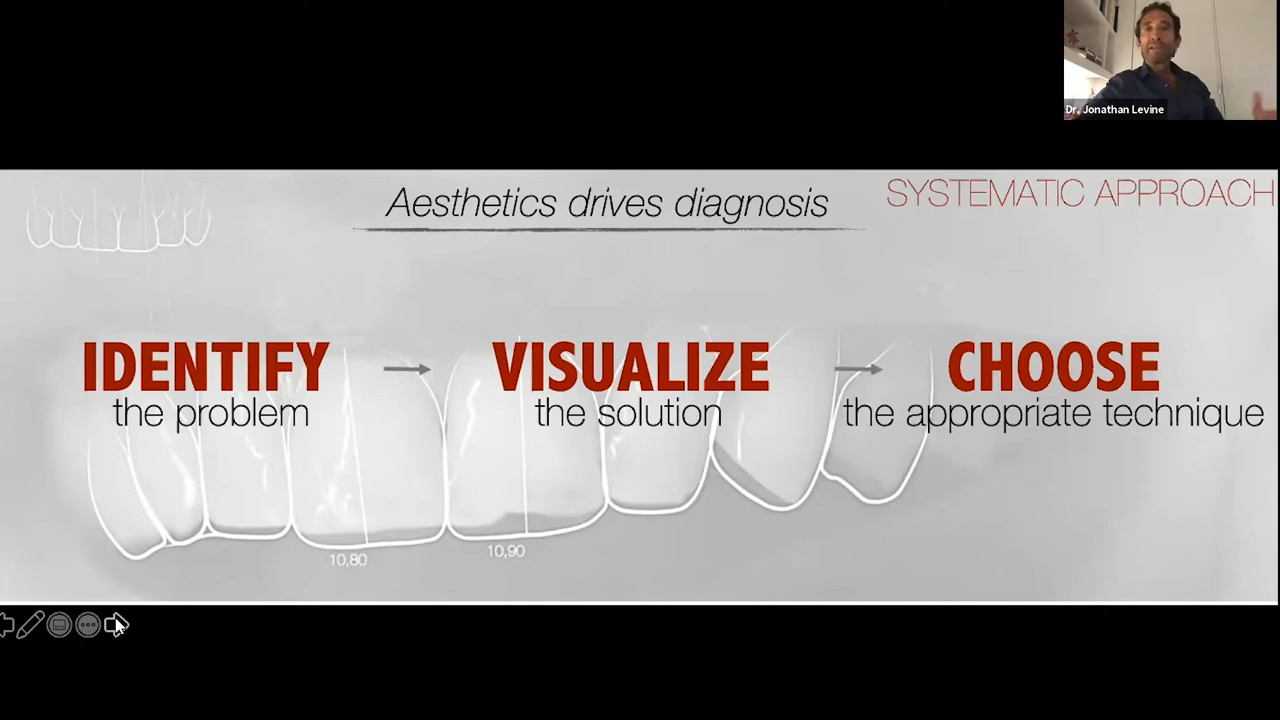 Dr. Jonathan Levine
Aesthetics drives diagnosis
SYSTEMATIC APPROACH
IDENTIFY
the problem
VISUALIZE
the solution
CHOOSE
the appropriate technique
10,80
10,90